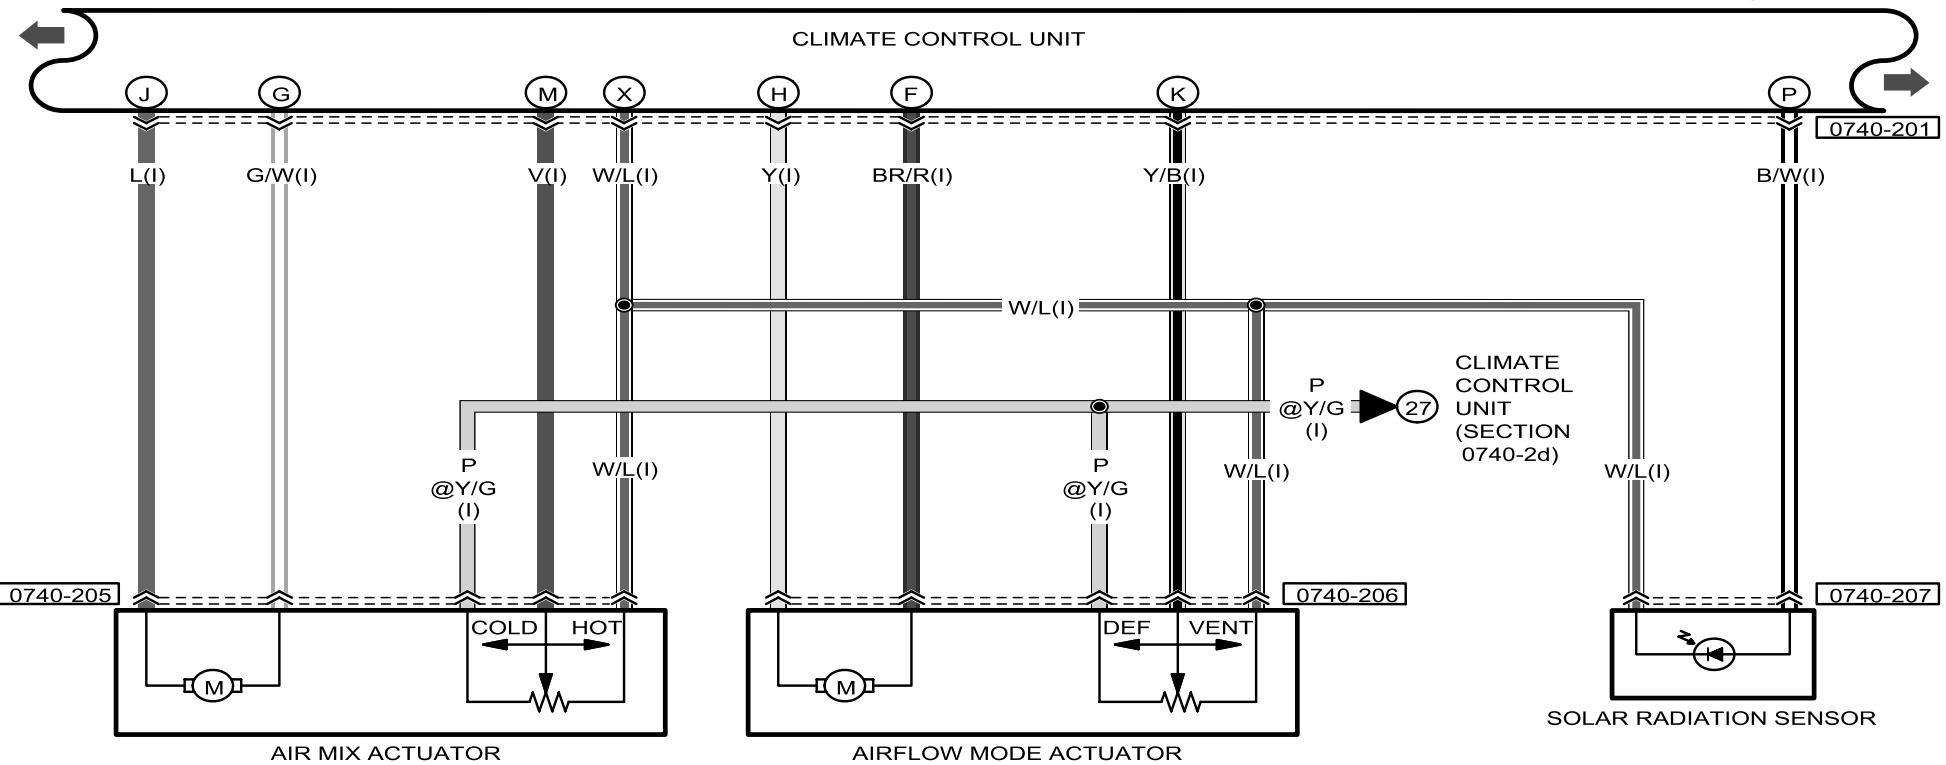 CLIMATE CONTROL UNIT
J G M X H F K P
0740-201
L(I) G/W(I) V(I) W/L(I) Y(I) BR/R(I) Y/B(I) B/W(I)
W/L(I)
CLIMATE
CONTROL
UNIT
(SECTION
0740-2d)
P
@Y/G
(I)
27
P
@Y/G
(I)
W/L(I)
P
@Y/G
(I)
W/L(I)
W/L(I)
0740-205
0740-206
0740-207
COLD HOT
DEF VENT
M
M
SOLAR RADIATION SENSOR
AIR MIX ACTUATOR
AIRFLOW MODE ACTUATOR